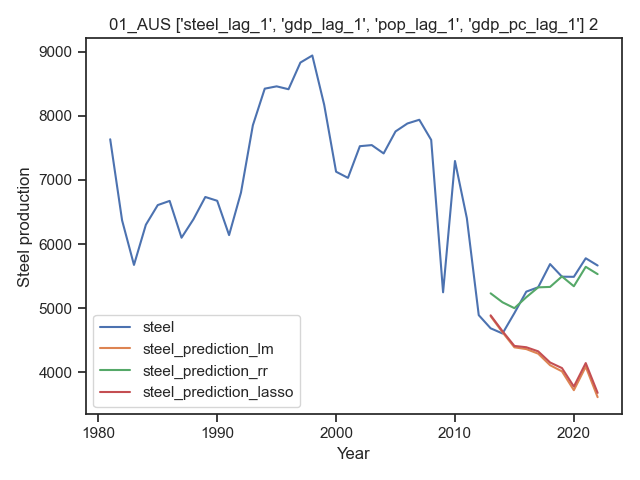 01_AUS ['steel_lag_1', 'gdp_lag_1', 'pop_lag_1', 'gdp_pc_lag_1'] 2
9000
8000
7000
6000
5000
4000
Steel production
steel
steel_prediction_lm
steel_prediction_rr
steel_prediction_lasso
1980
1990
2000
2010
2020
Year